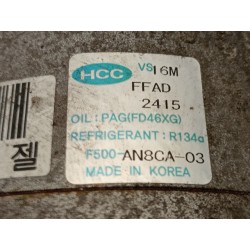 HCC VS16M
FFAD
2415
OIL: PAG(FD46XG)
REFRIGERANT: R134a
F500-AN8CA-03
MADE IN KOREA
젤